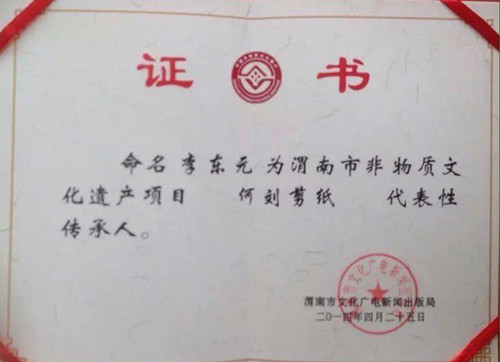 证书
命名李东元为渭南市非物质文
化遗产项目 何刘剪纸 代表性
传承人。
渭南市文化广电新闻出版局
二〇一四年四月二十五日